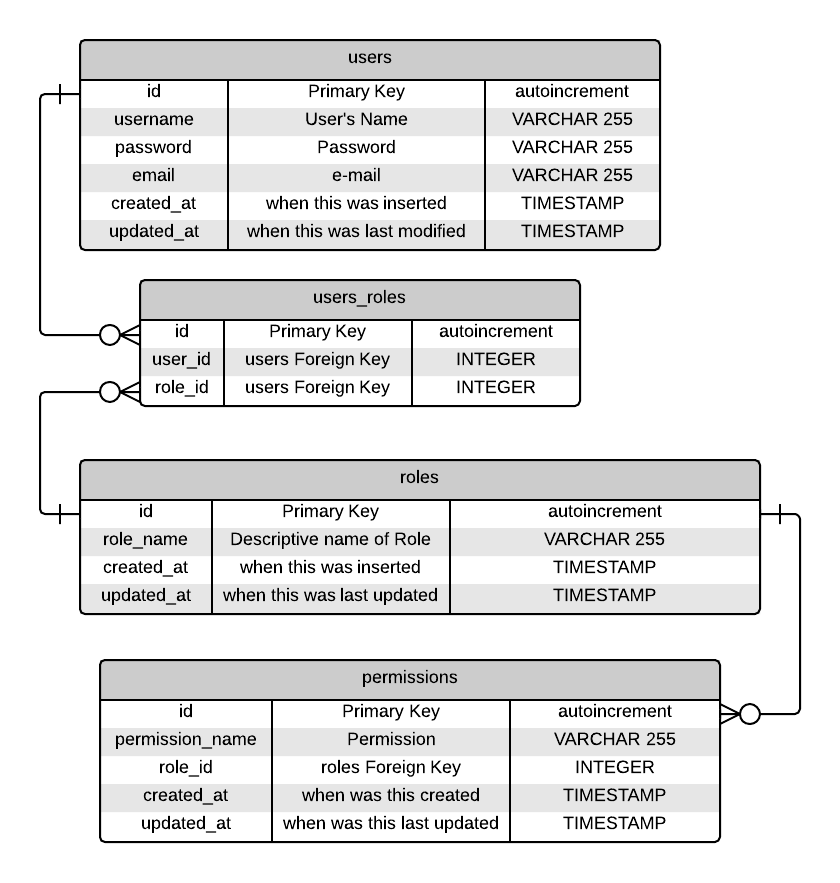 users
id Primary Key autoincrement
username User's Name VARCHAR 255
password Password VARCHAR 255
email e-mail VARCHAR 255
created_at when this was inserted TIMESTAMP
updated_at when this was last modified TIMESTAMP
users_roles
id Primary Key autoincrement
user_id users Foreign Key INTEGER
role_id users Foreign Key INTEGER
roles
id Primary Key autoincrement
role_name Descriptive name of Role VARCHAR 255
created_at when this was inserted TIMESTAMP
updated_at when this was last updated TIMESTAMP
permissions
id Primary Key autoincrement
permission_name Permission VARCHAR 255
role_id roles Foreign Key INTEGER
created_at when was this created TIMESTAMP
updated_at when was this last updated TIMESTAMP